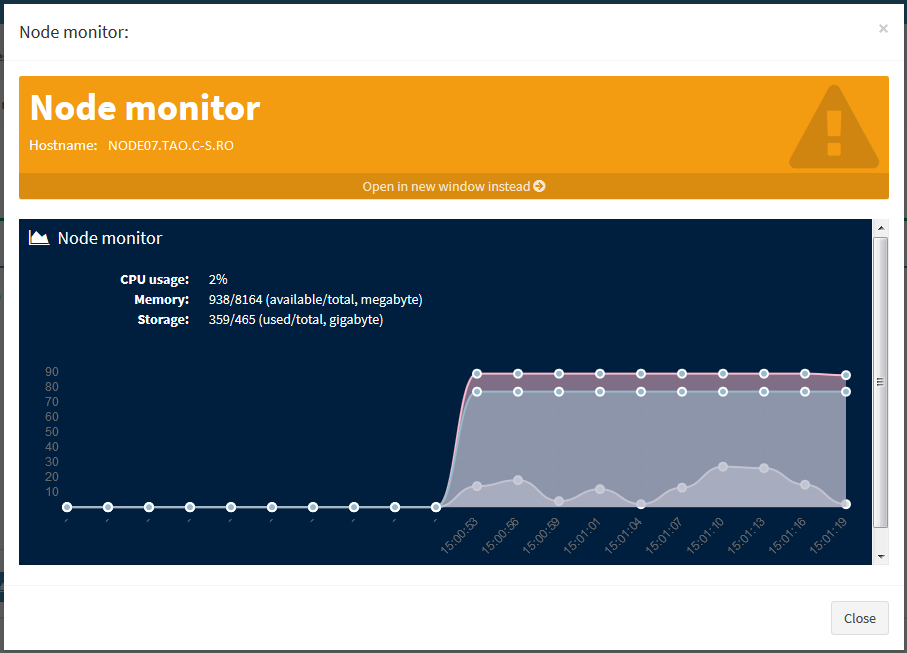 Node monitor:
×
Node monitor
Hostname: NODE07.TAO.C-S.RO
Open in new window instead
Node monitor
CPU usage: 2%
Memory: 938/8164 (available/total, megabyte)
Storage: 359/465 (used/total, gigabyte)
90
80
70
60
50
40
30
20
10
- - - - - - - - - - 15:00:53 15:00:56 15:00:59 15:01:01 15:01:04 15:01:07 15:01:10 15:01:13 15:01:16 15:01:19
Close